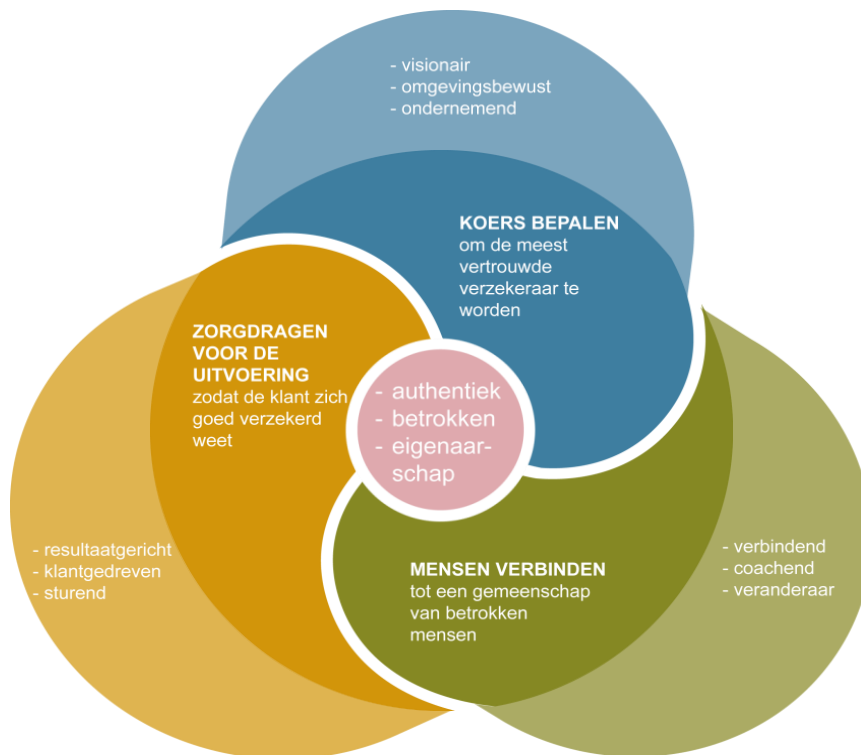 - visionair
- omgevingsbewust
- ondernemend
KOERS BEPALEN
om de meest
vertrouwde
verzekeraar te
worden
ZORGDRAGEN
VOOR DE
UITVOERING
zodat de klant zich
goed verzekerd
weet
- authentiek
- betrokken
- eigenaar-
schap
- resultaatgericht
- klantgedreven
- sturend
MENSEN VERBINDEN
tot een gemeenschap
van betrokken
mensen
- verbindend
- coachend
- veranderaar